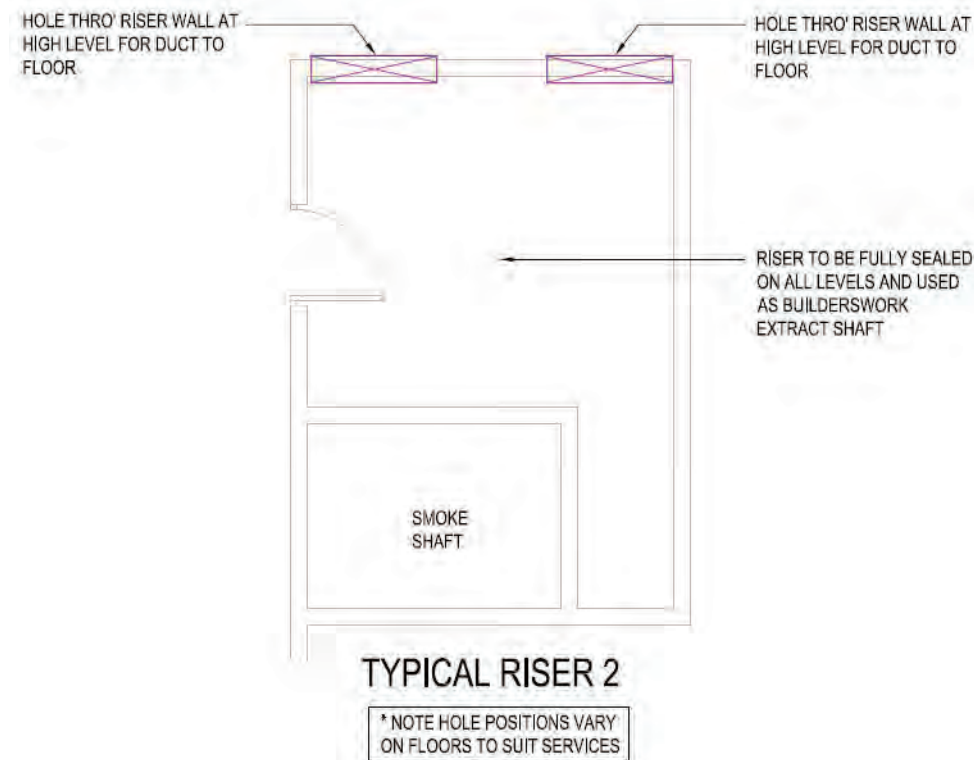 HOLE THRO' RISER WALL AT
HIGH LEVEL FOR DUCT TO
FLOOR
HOLE THRO' RISER WALL AT
HIGH LEVEL FOR DUCT TO
FLOOR
RISER TO BE FULLY SEALED
ON ALL LEVELS AND USED
AS BUILDERSWORK
EXTRACT SHAFT
SMOKE
SHAFT
TYPICAL RISER 2
* NOTE HOLE POSITIONS VARY
ON FLOORS TO SUIT SERVICES